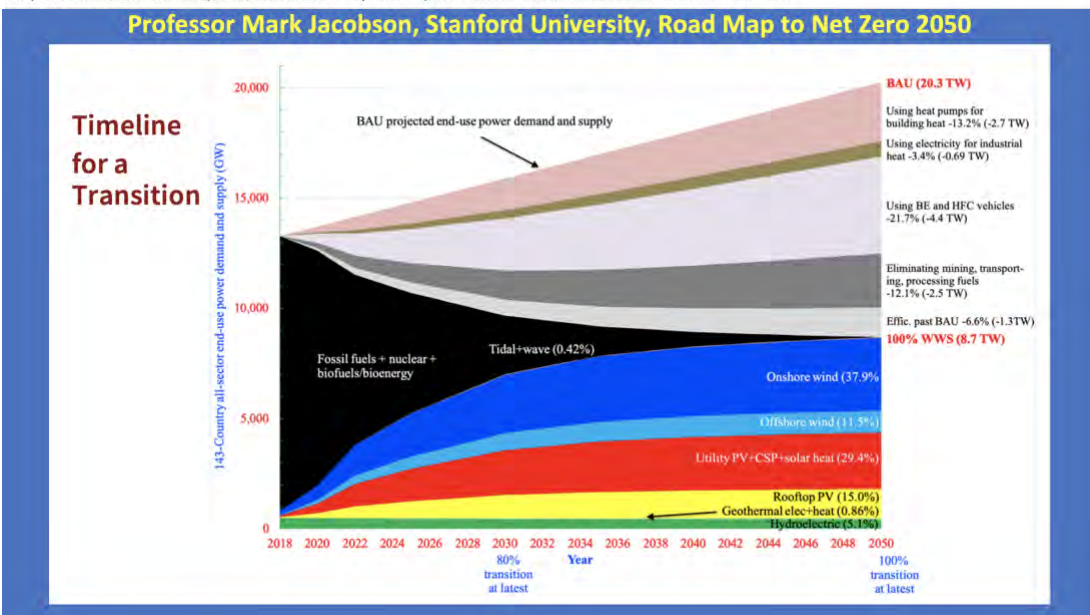 Professor Mark Jacobson, Stanford University, Road Map to Net Zero 2050
Timeline
for a
Transition
143-Country all-sector end-use power demand and supply (GW)
20,000
15,000
10,000
5,000
0
BAU projected end-use power demand and supply
Fossil fuels + nuclear +
biofuels/bioenergy
Tidal+wave (0.42%)
Onshore wind (37.9%
Offshore wind (11.5%)
Utility PV+CSP+solar heat (29.4%)
Rooftop PV (15.0%)
Geothermal elec+heat (0.86%)
Hydroelectric (5.1%)
BAU (20.3 TW)
Using heat pumps for
building heat -13.2% (-2.7 TW)
Using electricity for industrial
heat -3.4% (-0.69 TW)
Using BE and HFC vehicles
-21.7% (-4.4 TW)
Eliminating mining, transport-
ing, processing fuels
-12.1% (-2.5 TW)
Effic. past BAU -6.6% (-1.3TW)
100% WWS (8.7 TW)
2018 2020 2022 2024 2026 2028 2030 2032 2034 2036 2038 2040 2042 2044 2046 2048 2050
80%
transition
at latest
Year
100%
transition
at latest